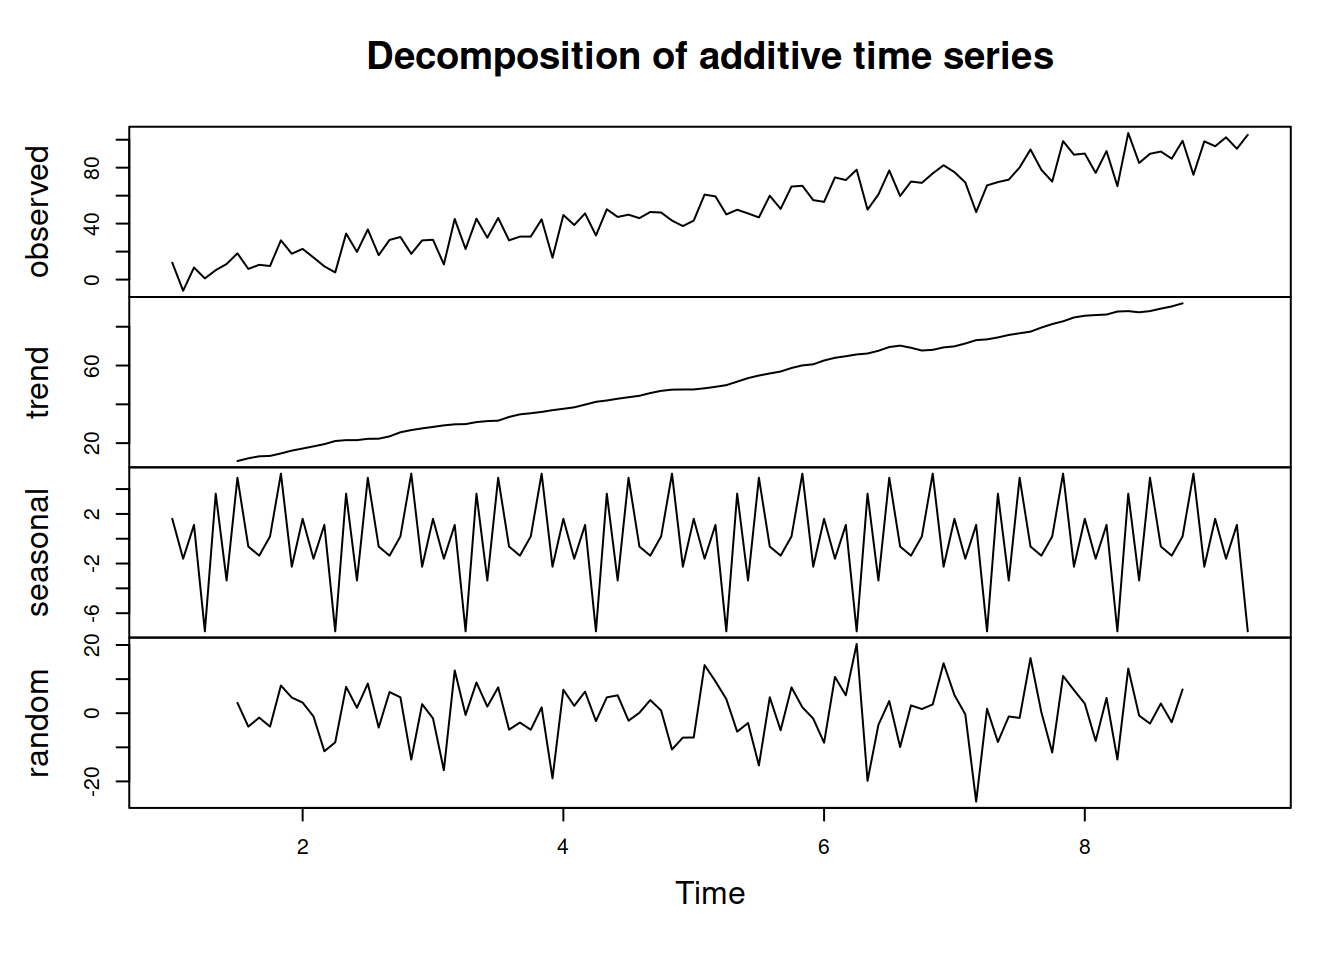 Decomposition of additive time series
observed
0 40 80
trend
20 60
seasonal
-6 -2 2
random
-20 0 20
2 4 6 8
Time